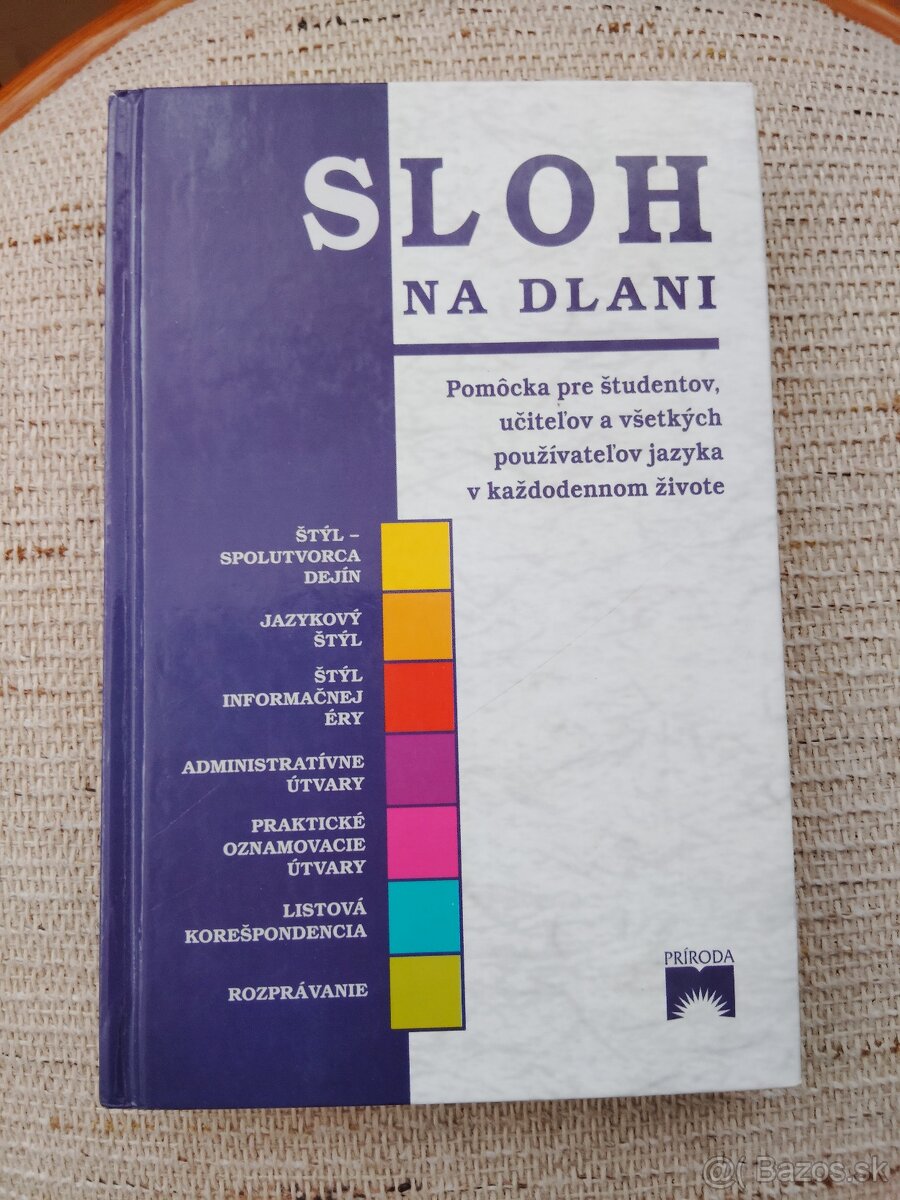 SLOH
NA DLANI
Pomôcka pre študentov,
učiteľov a všetkých
používateľov jazyka
v každodennom živote
ŠTÝL –
SPOLUTVORCA
DEJÍN
JAZYKOVÝ
ŠTÝL
ŠTÝL
INFORMAČNEJ
ÉRY
ADMINISTRATÍVNE
ÚTVARY
PRAKTICKÉ
OZNAMOVACIE
ÚTVARY
LISTOVÁ
KOREŠPONDENCIA
ROZPRÁVANIE
PRÍRODA
@( Bazos.sk